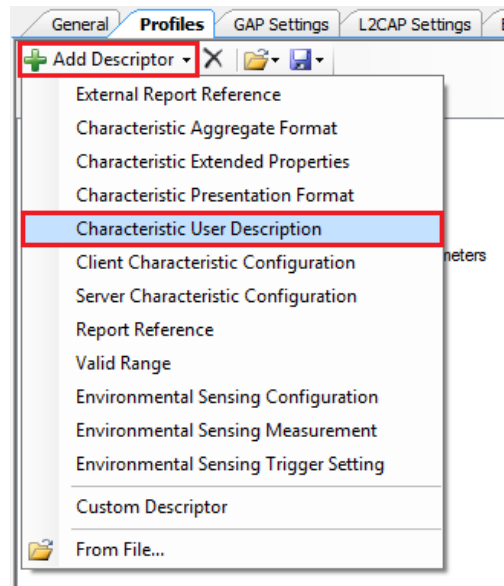 General Profiles GAP Settings L2CAP Settings
Add Descriptor
External Report Reference
Characteristic Aggregate Format
Characteristic Extended Properties
Characteristic Presentation Format
Characteristic User Description
Client Characteristic Configuration
neters
Server Characteristic Configuration
Report Reference
Valid Range
Environmental Sensing Configuration
Environmental Sensing Measurement
Environmental Sensing Trigger Setting
Custom Descriptor
From File...